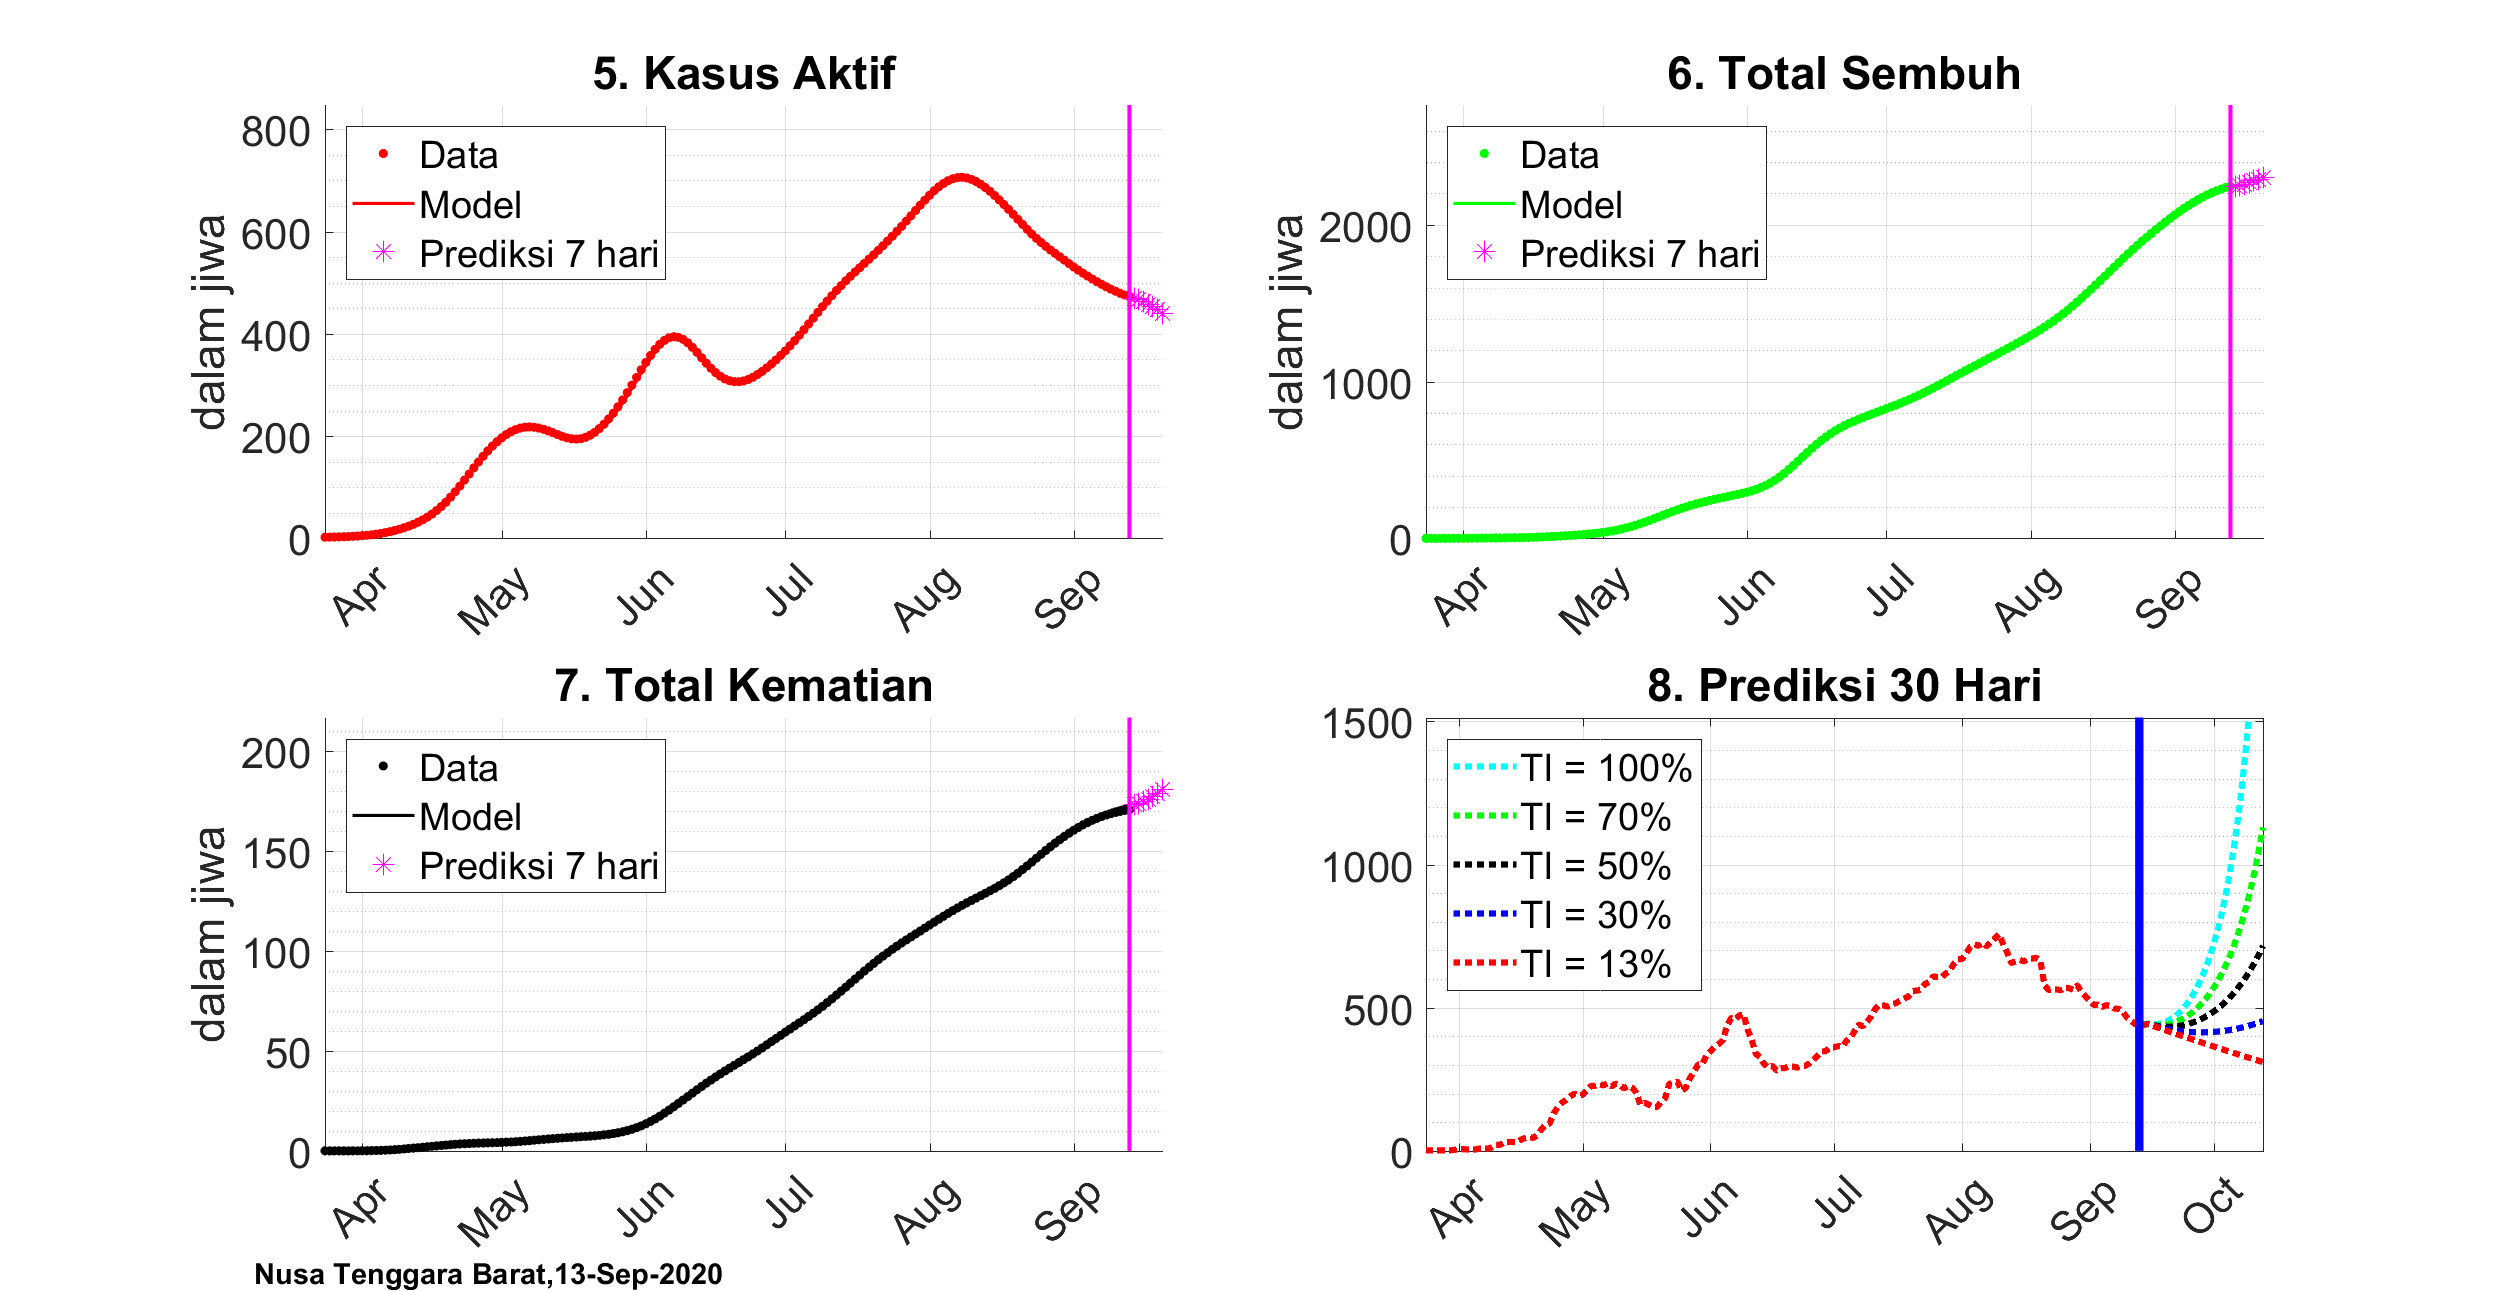 5. Kasus Aktif
800
600
400
200
0
dalam jiwa
Data
Model
Prediksi 7 hari
Apr
May
Jun
Jul
Aug
Sep
6. Total Sembuh
2000
1000
0
dalam jiwa
Data
Model
Prediksi 7 hari
Apr
May
Jun
Jul
Aug
Sep
7. Total Kematian
200
150
100
50
0
dalam jiwa
Data
Model
Prediksi 7 hari
Apr
May
Jun
Jul
Aug
Sep
8. Prediksi 30 Hari
1500
1000
500
0
TI = 100%
TI = 70%
TI = 50%
TI = 30%
TI = 13%
Apr
May
Jun
Jul
Aug
Sep
Oct
Nusa Tenggara Barat,13-Sep-2020